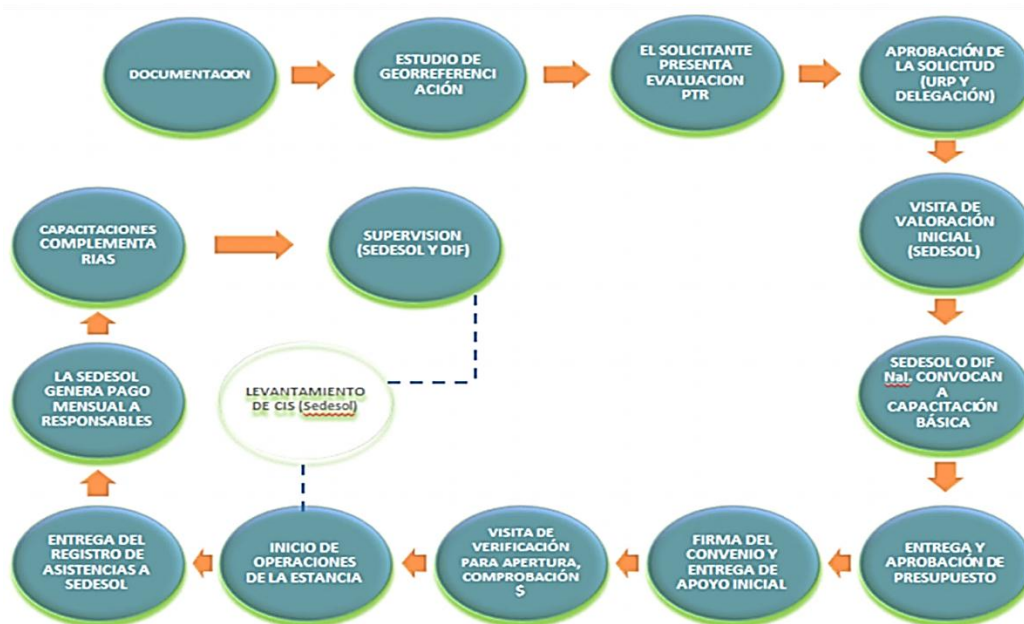 DOCUMENTACION
ESTUDIO DE
GEORREFERENCI
ACIÓN
EL SOLICITANTE
PRESENTA
EVALUACION
PTR
APROBACIÓN DE
LA SOLICITUD
(URP Y
DELEGACIÓN)
VISITA DE
VALORACIÓN
INICIAL
(SEDESOL)
SEDESOL O DIF
Nal. CONVOCAN
A
CAPACITACIÓN
BÁSICA
ENTREGA Y
APROBACIÓN DE
PRESUPUESTO
FIRMA DEL
CONVENIO Y
ENTREGA DE
APOYO INICIAL
VISITA DE
VERIFICACIÓN
PARA APERTURA,
COMPROBACIÓN
S
INICIO DE
OPERACIONES
DE LA ESTANCIA
ENTREGA DEL
REGISTRO DE
ASISTENCIAS A
SEDESOL
LA SEDESOL
GENERA PAGO
MENSUAL A
RESPONSABLES
CAPACITACIONES
COMPLEMENTA
RIAS
SUPERVISION
(SEDESOL Y DIF)
LEVANTAMIENTO
DE CIS (Sedesol)